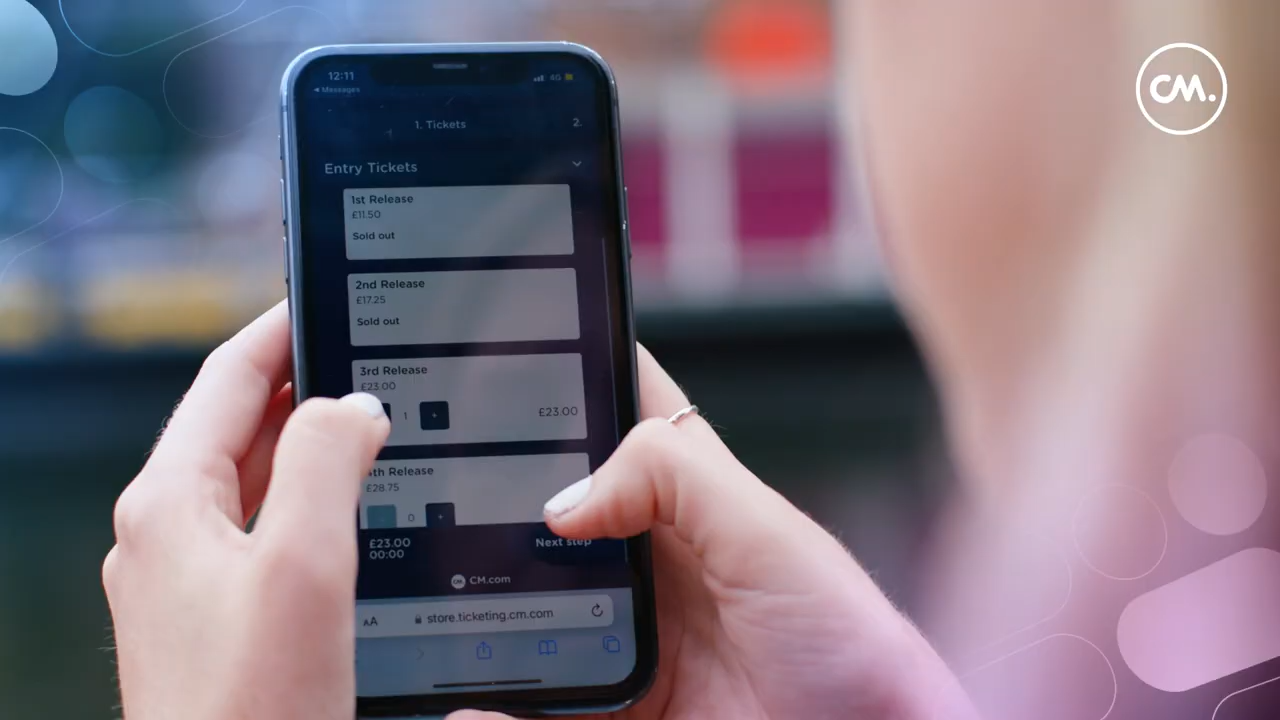 CM.
12:11
4G
◀ Messages
1. Tickets
2.
Entry Tickets
1st Release
£11.50
Sold out
2nd Release
£17.25
Sold out
3rd Release
£23.00
1 + £23.00
4th Release
£28.75
0 +
£23.00
00:00
Next step
CM.com
AA store.ticketing.cm.com